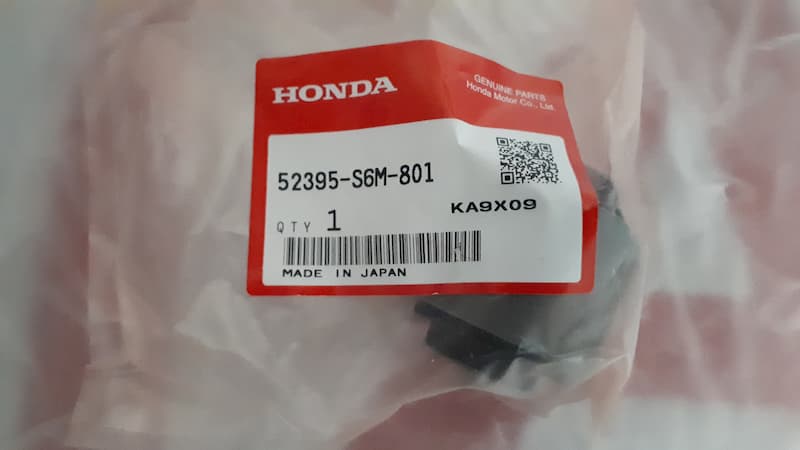 HONDA
GENUINE PARTS
Honda Motor Co., Ltd.
52395-S6M-801
KA9X09
QTY 1
MADE IN JAPAN